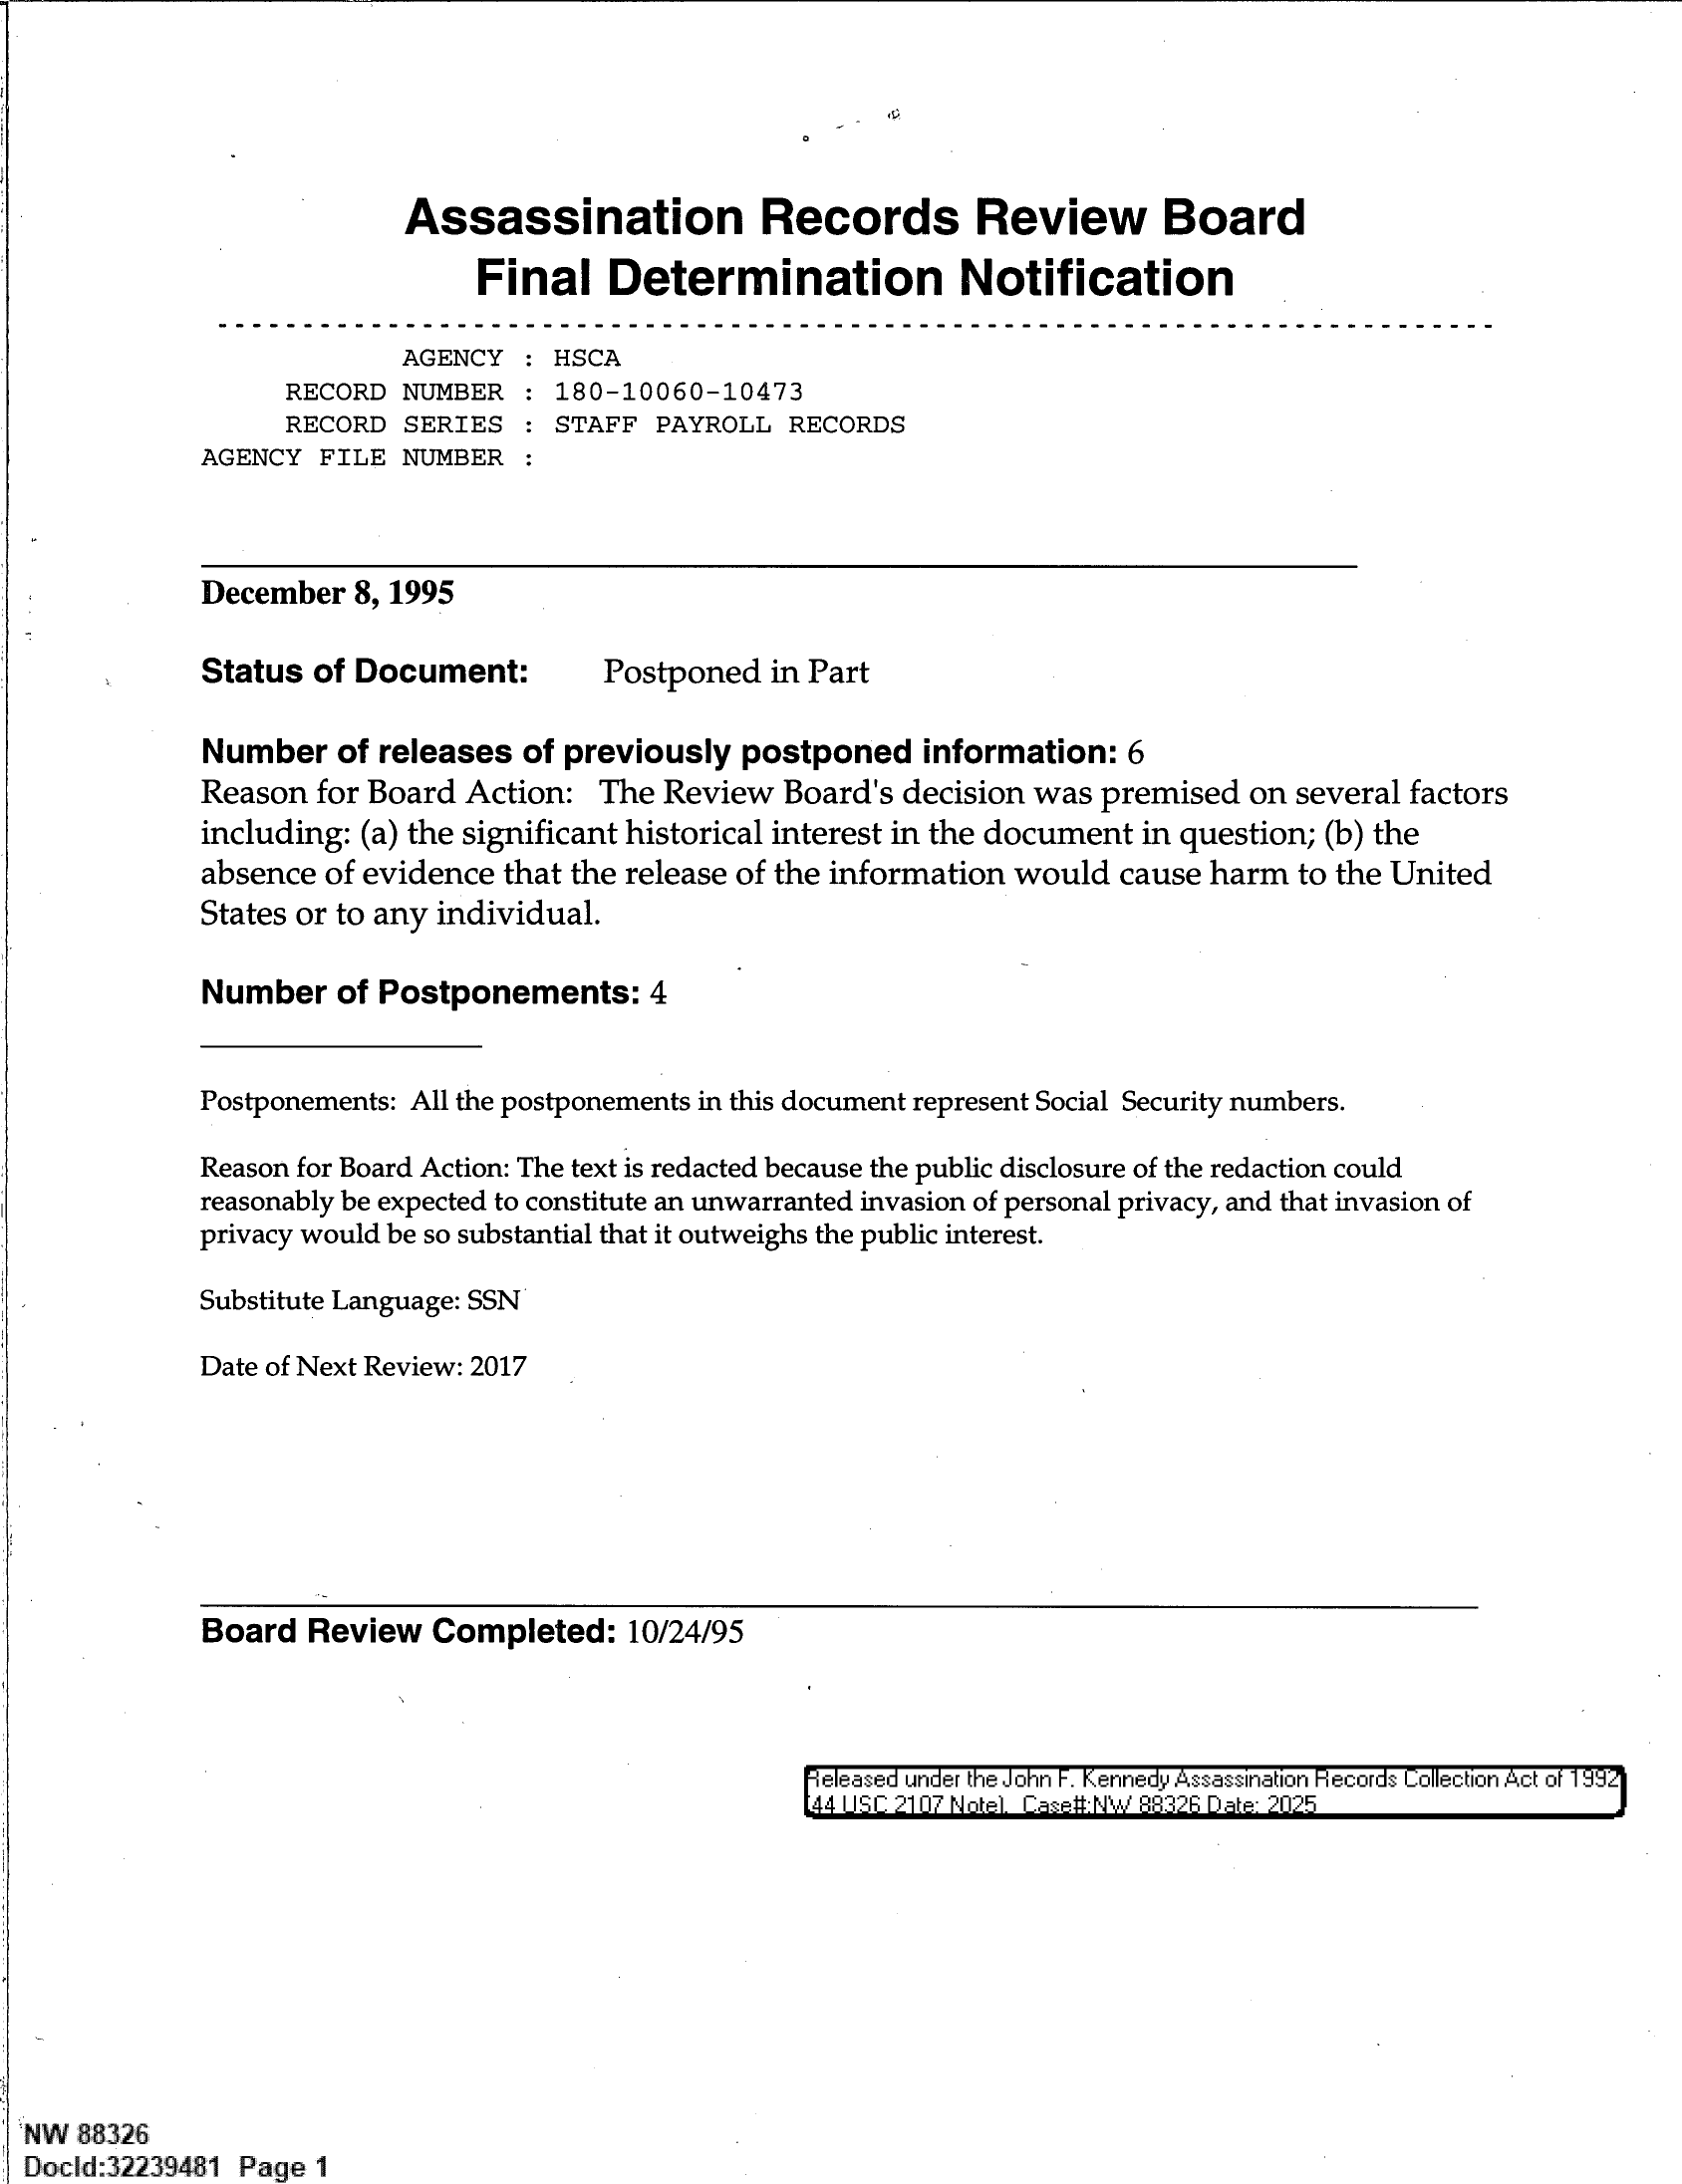 Assassination Records Review Board
Final Determination Notification
AGENCY : HSCA
RECORD NUMBER : 180-10060-10473
RECORD SERIES : STAFF PAYROLL RECORDS
AGENCY FILE NUMBER :
December 8, 1995
Status of Document: Postponed in Part
Number of releases of previously postponed information: 6
Reason for Board Action: The Review Board's decision was premised on several factors
including: (a) the significant historical interest in the document in question; (b) the
absence of evidence that the release of the information would cause harm to the United
States or to any individual.
Number of Postponements: 4
Postponements: All the postponements in this document represent Social Security numbers.
Reason for Board Action: The text is redacted because the public disclosure of the redaction could
reasonably be expected to constitute an unwarranted invasion of personal privacy, and that invasion of
privacy would be so substantial that it outweighs the public interest.
Substitute Language: SSN
Date of Next Review: 2017
Board Review Completed: 10/24/95
Released under the John F. Kennedy Assassination Records Collection Act of 1992
(44 USC 2107 Note). Case#:NW 88326 Date: 2025
NW 88326
DocId:32239481 Page 1